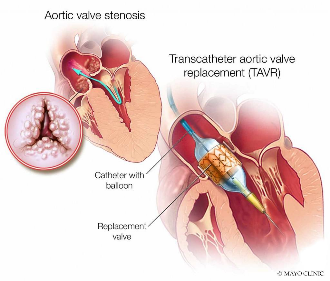 Aortic valve stenosis
Transcatheter aortic valve
replacement (TAVR)
Catheter with
balloon
Replacement
valve
© MAYO CLINIC